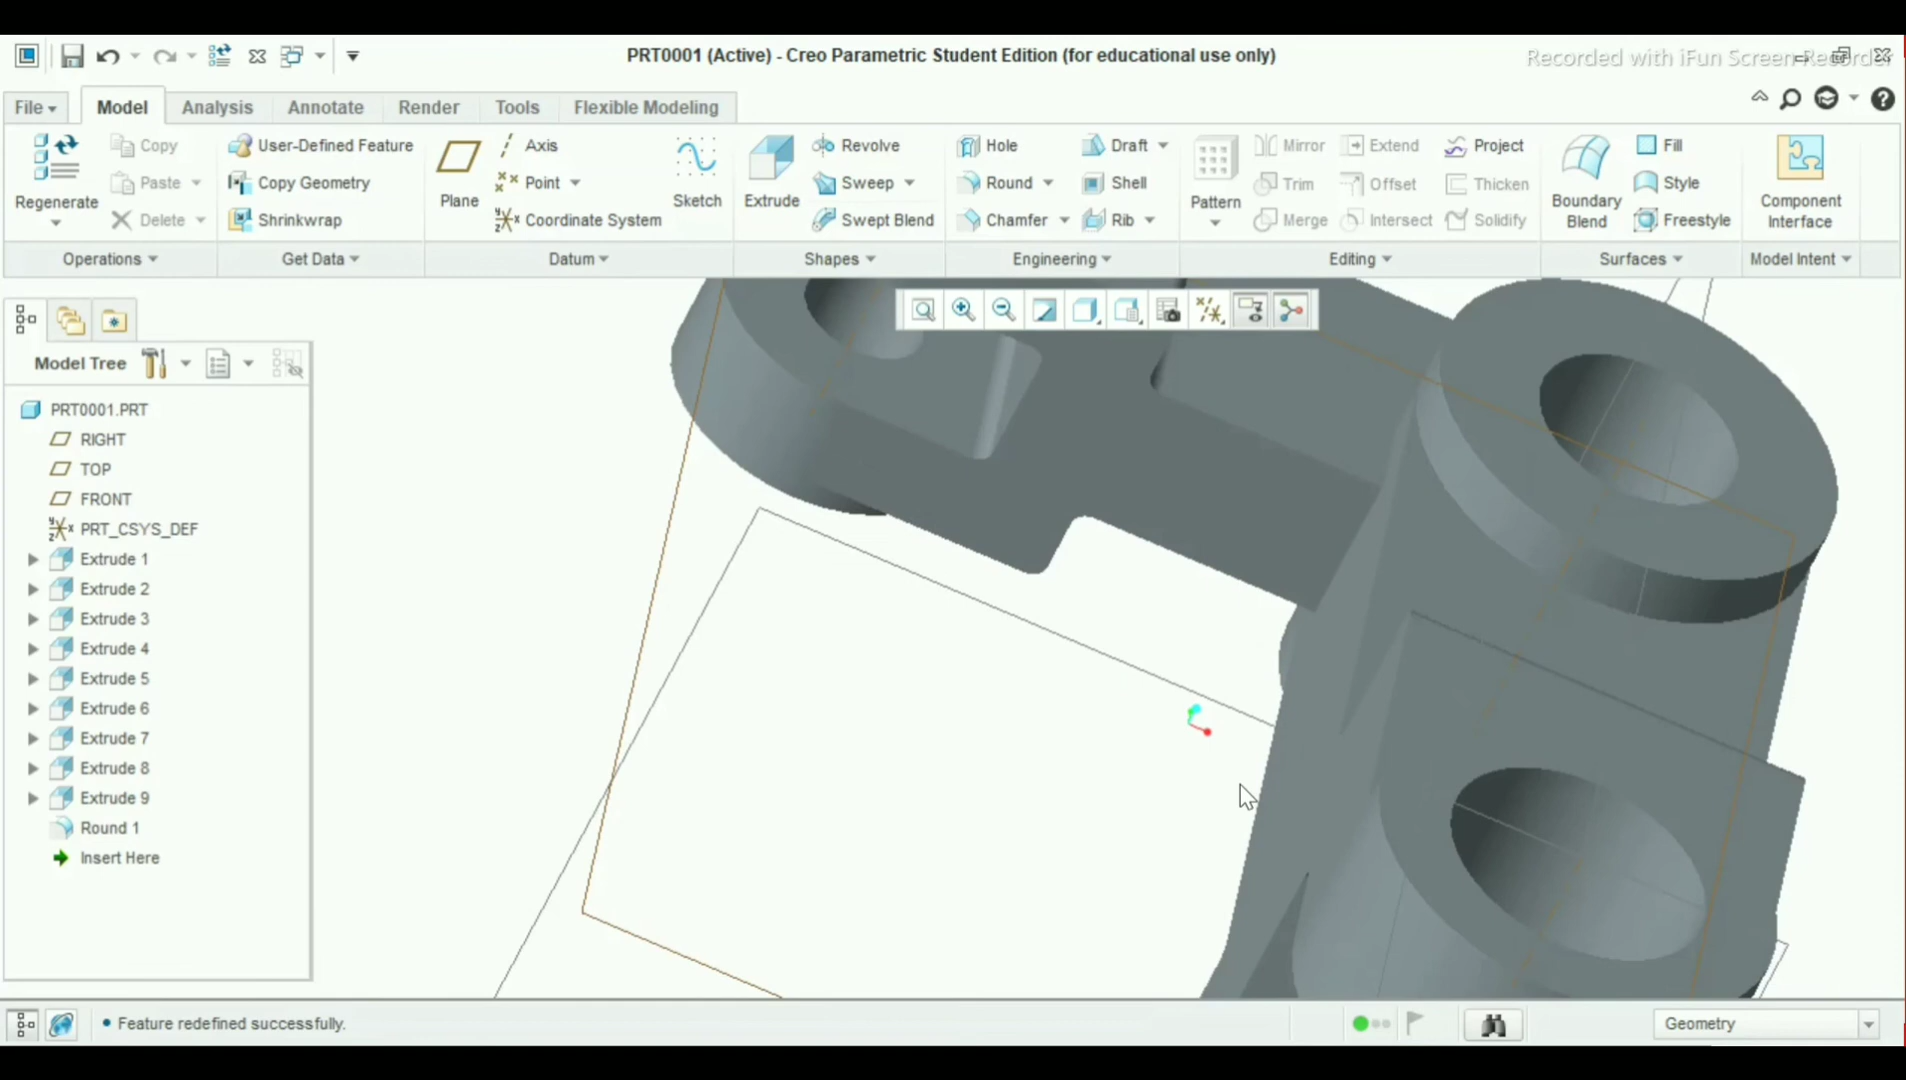 PRT0001 (Active) - Creo Parametric Student Edition (for educational use only)
Recorded with iFun Screen Recorder
File Model Analysis Annotate Render Tools Flexible Modeling
Regenerate
Copy
Paste
Delete
Operations
User-Defined Feature
Copy Geometry
Shrinkwrap
Get Data
Plane
Axis
Point
Coordinate System
Sketch
Datum
Extrude
Revolve
Sweep
Swept Blend
Shapes
Hole
Round
Chamfer
Draft
Shell
Rib
Engineering
Pattern
Mirror
Trim
Merge
Extend
Offset
Intersect
Project
Thicken
Solidify
Editing
Boundary
Blend
Fill
Style
Freestyle
Surfaces
Component
Interface
Model Intent
Model Tree
PRT0001.PRT
RIGHT
TOP
FRONT
PRT_CSYS_DEF
Extrude 1
Extrude 2
Extrude 3
Extrude 4
Extrude 5
Extrude 6
Extrude 7
Extrude 8
Extrude 9
Round 1
Insert Here
Feature redefined successfully.
Geometry